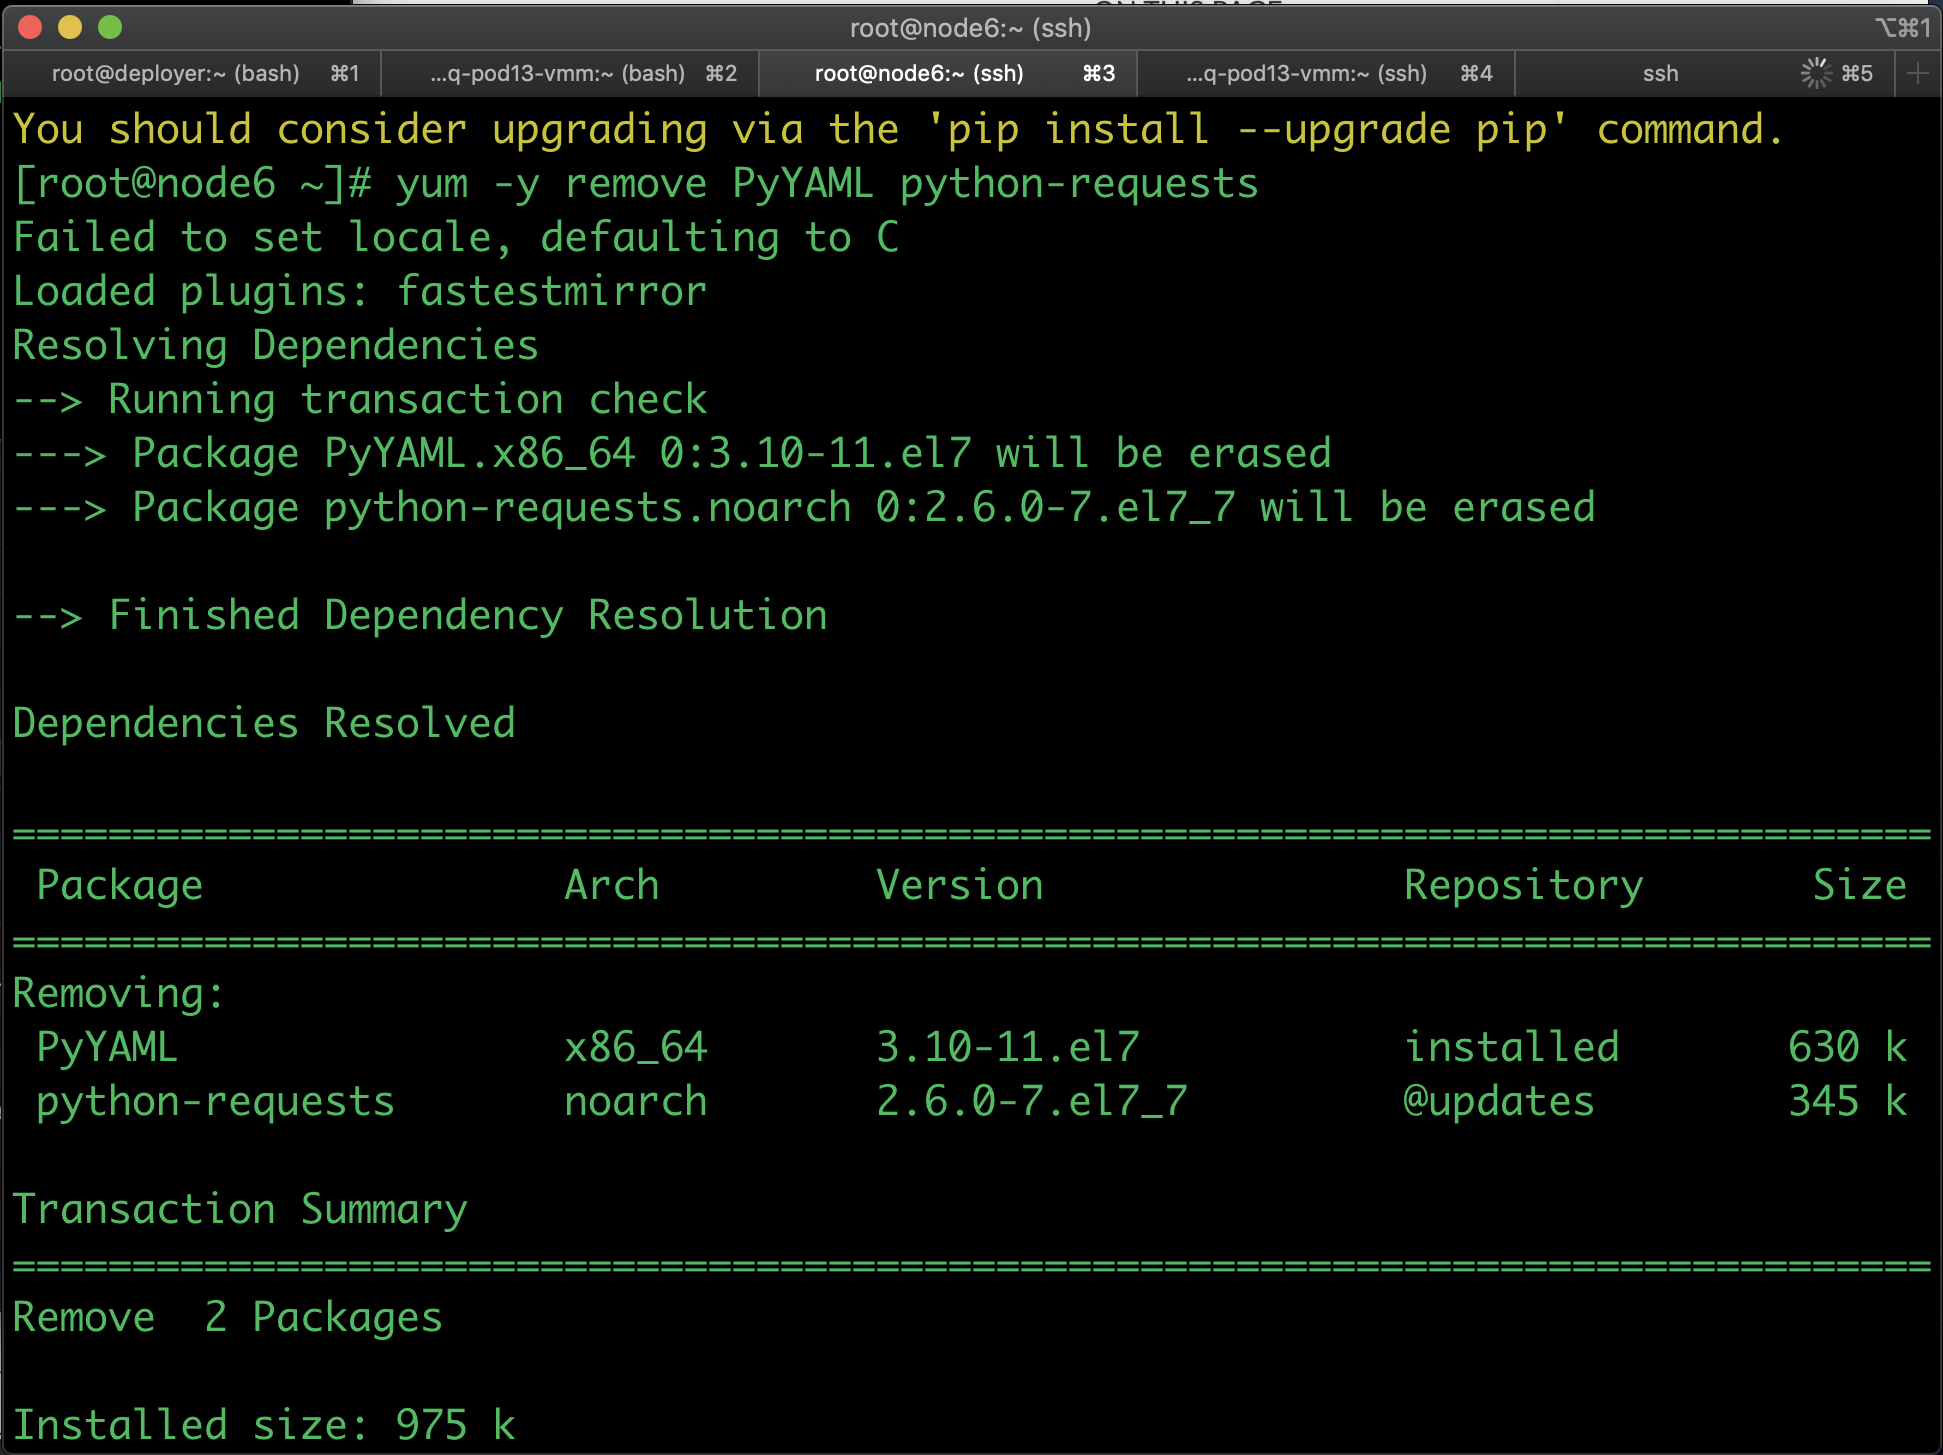 ON THIS PAGE
root@node6:~ (ssh) ⌥⌘1
root@deployer:~ (bash) ⌘1 ...q-pod13-vmm:~ (bash) ⌘2 root@node6:~ (ssh) ⌘3 ...q-pod13-vmm:~ (ssh) ⌘4 ssh ⌘5 +
You should consider upgrading via the 'pip install --upgrade pip' command.
[root@node6 ~]# yum -y remove PyYAML python-requests
Failed to set locale, defaulting to C
Loaded plugins: fastestmirror
Resolving Dependencies
--> Running transaction check
---> Package PyYAML.x86_64 0:3.10-11.el7 will be erased
---> Package python-requests.noarch 0:2.6.0-7.el7_7 will be erased
--> Finished Dependency Resolution
Dependencies Resolved
================================================================================
Package Arch Version Repository Size
================================================================================
Removing:
PyYAML x86_64 3.10-11.el7 installed 630 k
python-requests noarch 2.6.0-7.el7_7 @updates 345 k
Transaction Summary
================================================================================
Remove 2 Packages
Installed size: 975 k